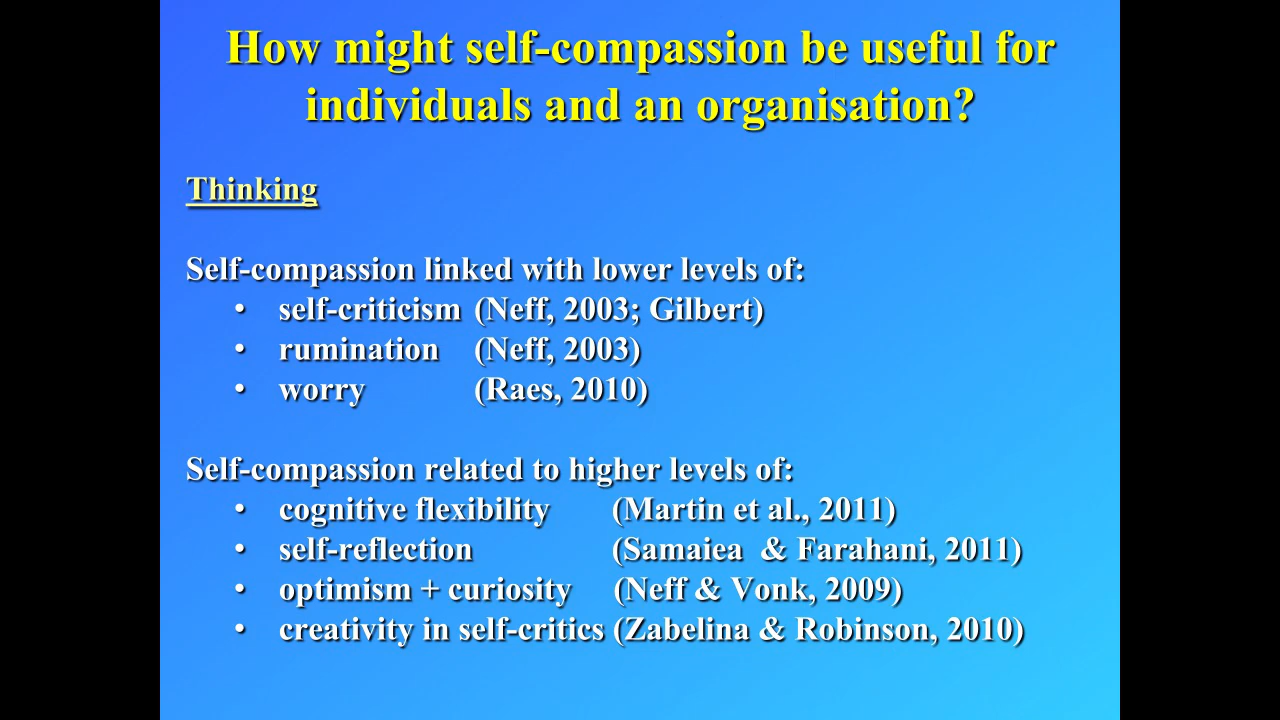 How might self-compassion be useful for
individuals and an organisation?
Thinking
Self-compassion linked with lower levels of:
• self-criticism (Neff, 2003; Gilbert)
• rumination (Neff, 2003)
• worry (Raes, 2010)
Self-compassion related to higher levels of:
• cognitive flexibility (Martin et al., 2011)
• self-reflection (Samaiea & Farahani, 2011)
• optimism + curiosity (Neff & Vonk, 2009)
• creativity in self-critics (Zabelina & Robinson, 2010)